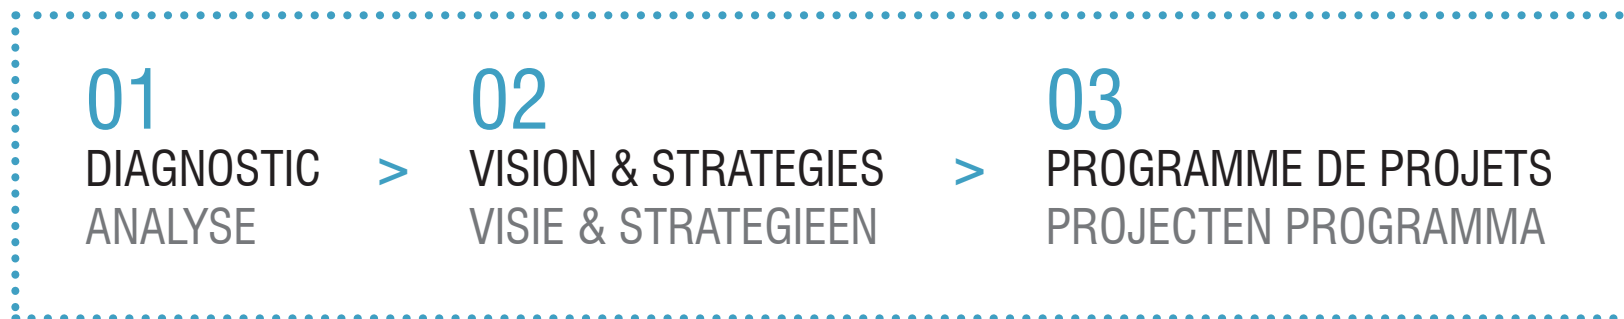 01 02 03
DIAGNOSTIC > VISION & STRATEGIES > PROGRAMME DE PROJETS
ANALYSE VISIE & STRATEGIEEN PROJECTEN PROGRAMMA